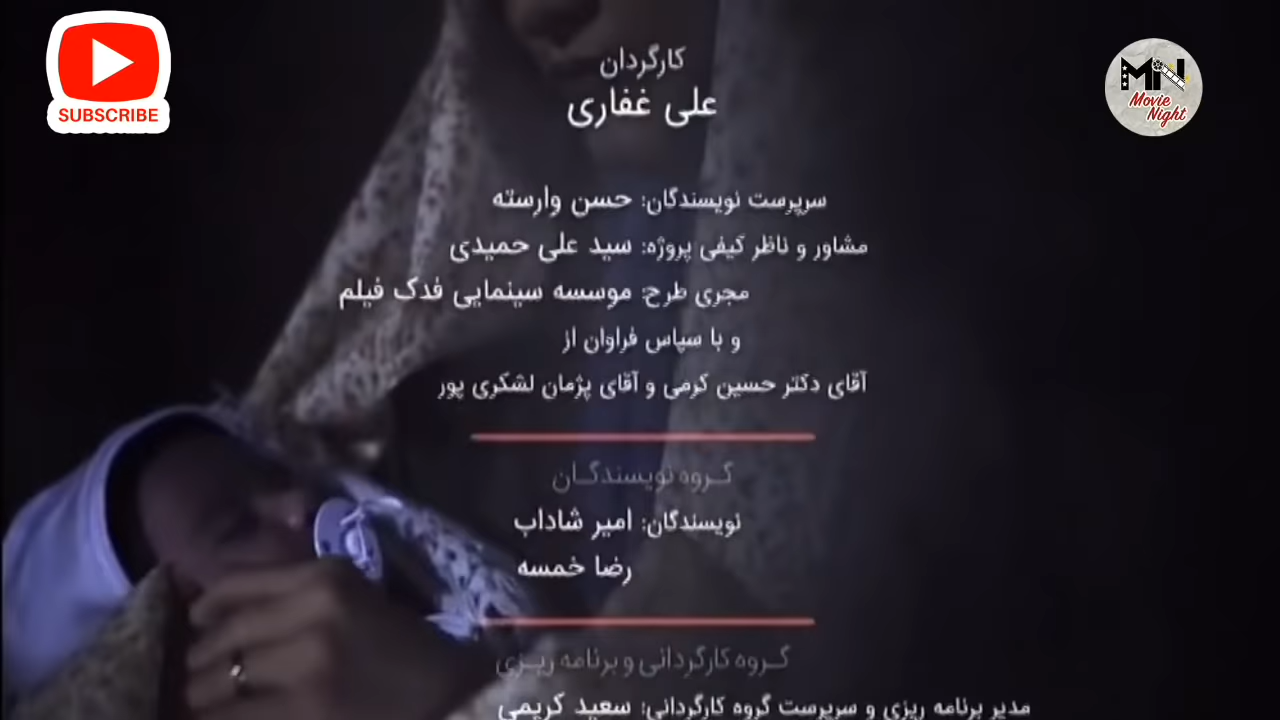 SUBSCRIBE
MN
Movie
Night
کارگردان
علی غفاری
سرپرست نویسندگان: حسن وارسته
مشاور و ناظر کیفی پروژه: سید علی حمیدی
مجری طرح: موسسه سینمایی فدک فیلم
و با سپاس فراوان از
آقای دکتر حسین کرمی و آقای پژمان لشکری پور
گروه نویسندگان
نویسندگان: امیر شاداب
رضا خمسه
گروه کارگردانی و برنامه ریزی
مدیر برنامه ریزی و سرپرست گروه کارگردانی: سعید کریمی